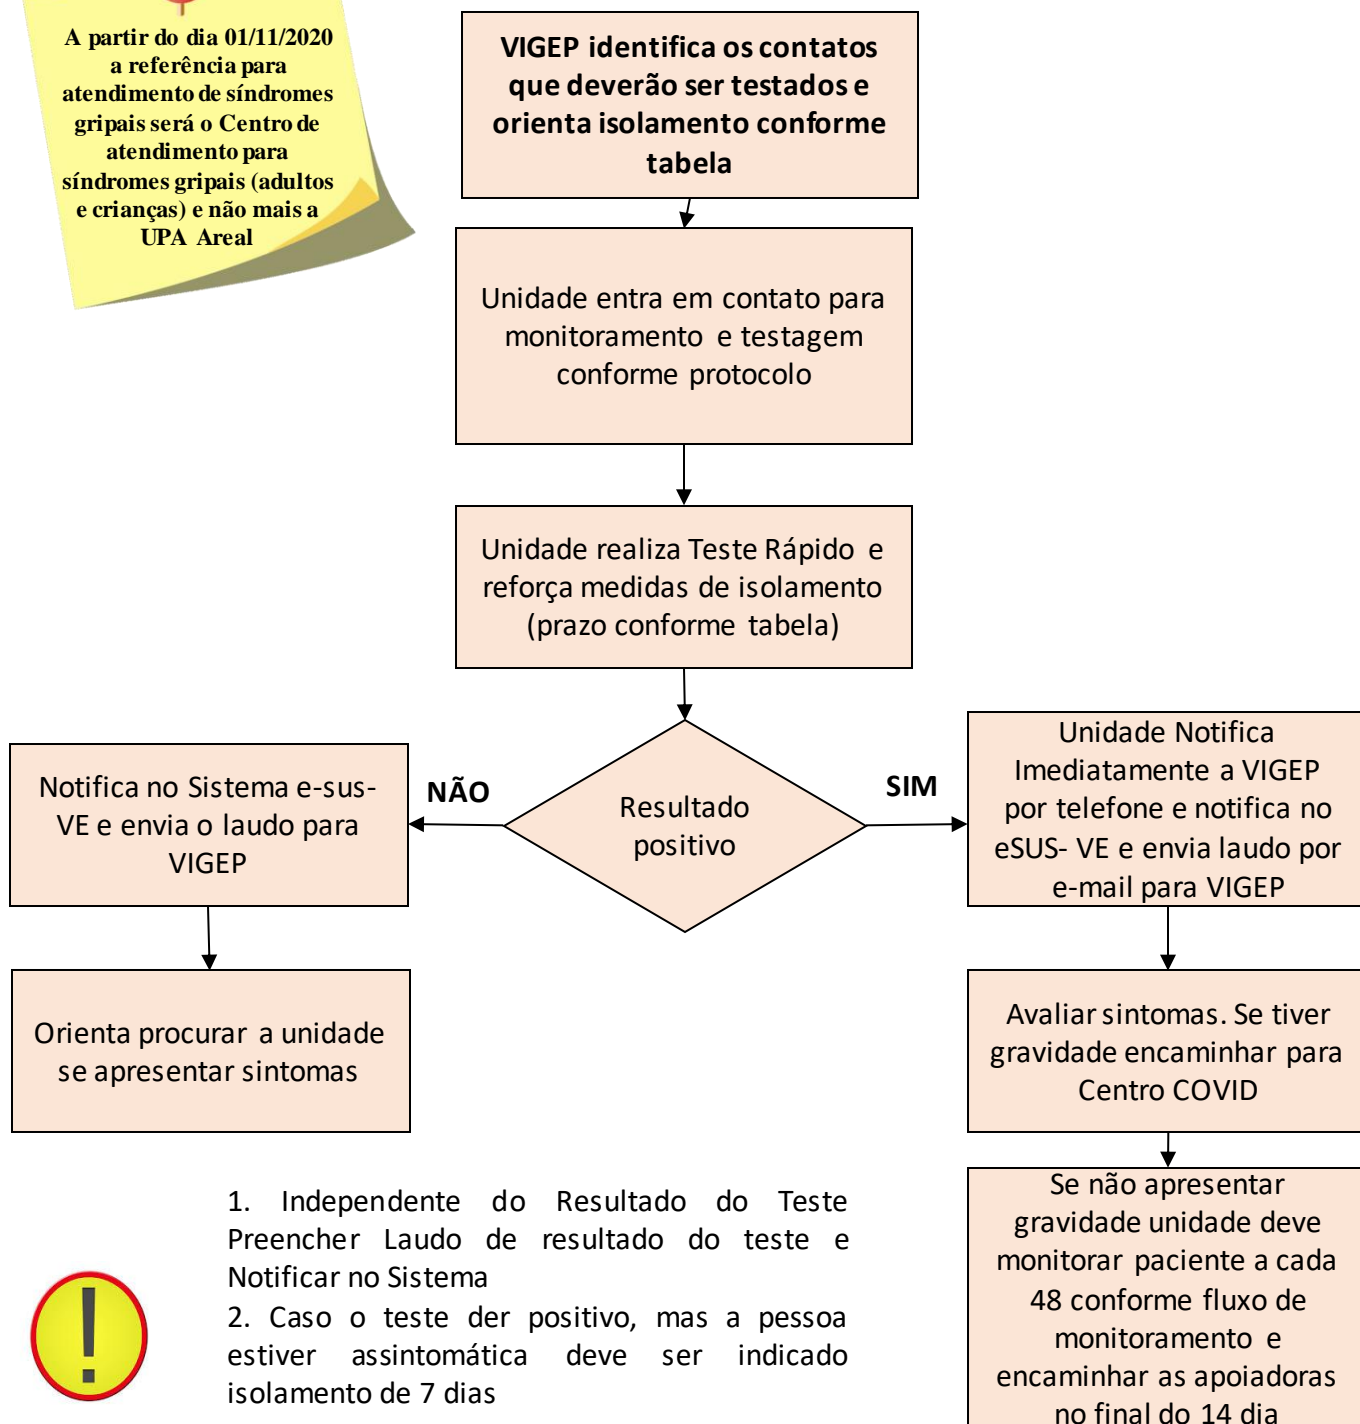 A partir do dia 01/11/2020
a referência para
atendimento de síndromes
gripais será o Centro de
atendimento para
síndromes gripais (adultos
e crianças) e não mais a
UPA Areal
VIGEP identifica os contatos
que deverão ser testados e
orienta isolamento conforme
tabela
Unidade entra em contato para
monitoramento e testagem
conforme protocolo
Unidade realiza Teste Rápido e
reforça medidas de isolamento
(prazo conforme tabela)
Resultado
positivo
NÃO
SIM
Notifica no Sistema e-sus-
VE e envia o laudo para
VIGEP
Orienta procurar a unidade
se apresentar sintomas
Unidade Notifica
Imediatamente a VIGEP
por telefone e notifica no
eSUS- VE e envia laudo por
e-mail para VIGEP
Avaliar sintomas. Se tiver
gravidade encaminhar para
Centro COVID
Se não apresentar
gravidade unidade deve
monitorar paciente a cada
48 conforme fluxo de
monitoramento e
encaminhar as apoiadoras
no final do 14 dia
1. Independente do Resultado do Teste
Preencher Laudo de resultado do teste e
Notificar no Sistema
2. Caso o teste der positivo, mas a pessoa
estiver assintomática deve ser indicado
isolamento de 7 dias